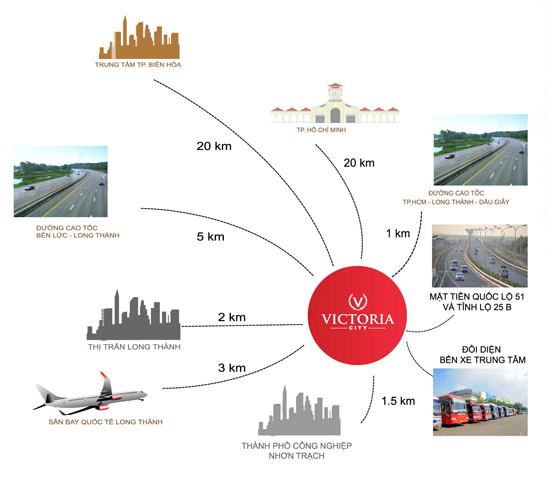 TRUNG TÂM TP. BIÊN HÒA
TP. HỒ CHÍ MINH
20 km
20 km
ĐƯỜNG CAO TỐC
TP.HCM - LONG THÀNH - DẦU GIÂY
1 km
ĐƯỜNG CAO TÔC
BẾN LỨC - LONG THÀNH
5 km
MẶT TIỀN QUỐC LỘ 51
VÀ TỈNH LỘ 25 B
VICTORIA
CITY
2 km
THỊ TRẤN LONG THÀNH
ĐỐI DIỆN
BẾN XE TRUNG TÂM
3 km
SÂN BAY QUỐC TẾ LONG THÀNH
1.5 km
THÀNH PHỐ CÔNG NGHIỆP
NHƠN TRẠCH